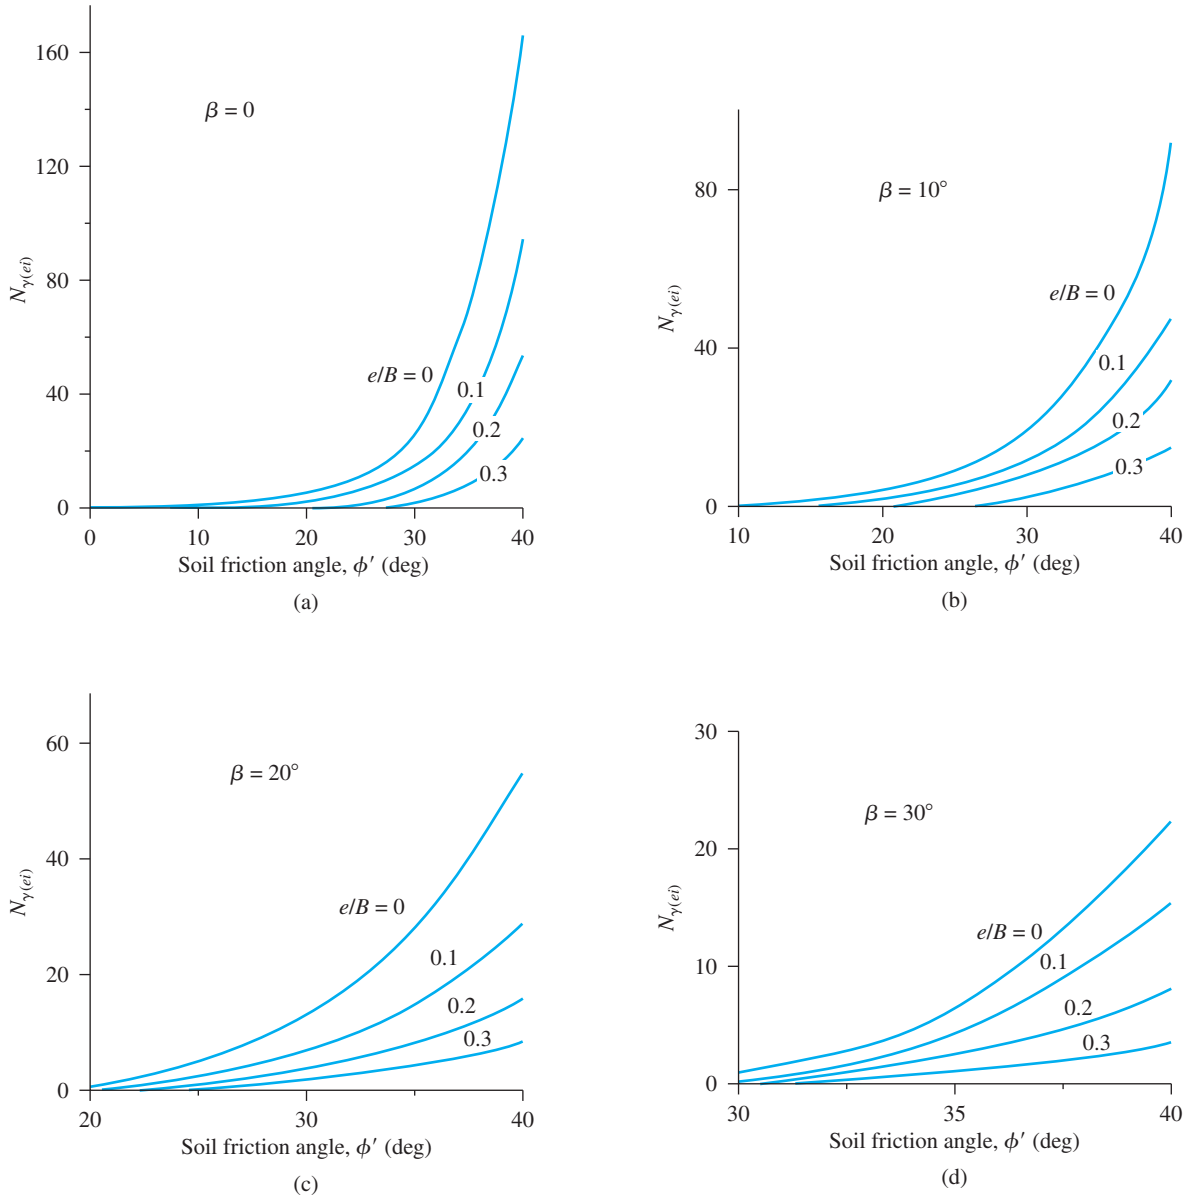 160
120
80
40
0
N γ(ei)
β = 0
e/B = 0
0.1
0.2
0.3
0 10 20 30 40
Soil friction angle, ϕ′ (deg)
(a)
80
40
0
N γ(ei)
β = 10°
e/B = 0
0.1
0.2
0.3
10 20 30 40
Soil friction angle, ϕ′ (deg)
(b)
60
40
20
0
N γ(ei)
β = 20°
e/B = 0
0.1
0.2
0.3
20 30 40
Soil friction angle, ϕ′ (deg)
(c)
30
20
10
0
N γ(ei)
β = 30°
e/B = 0
0.1
0.2
0.3
30 35 40
Soil friction angle, ϕ′ (deg)
(d)